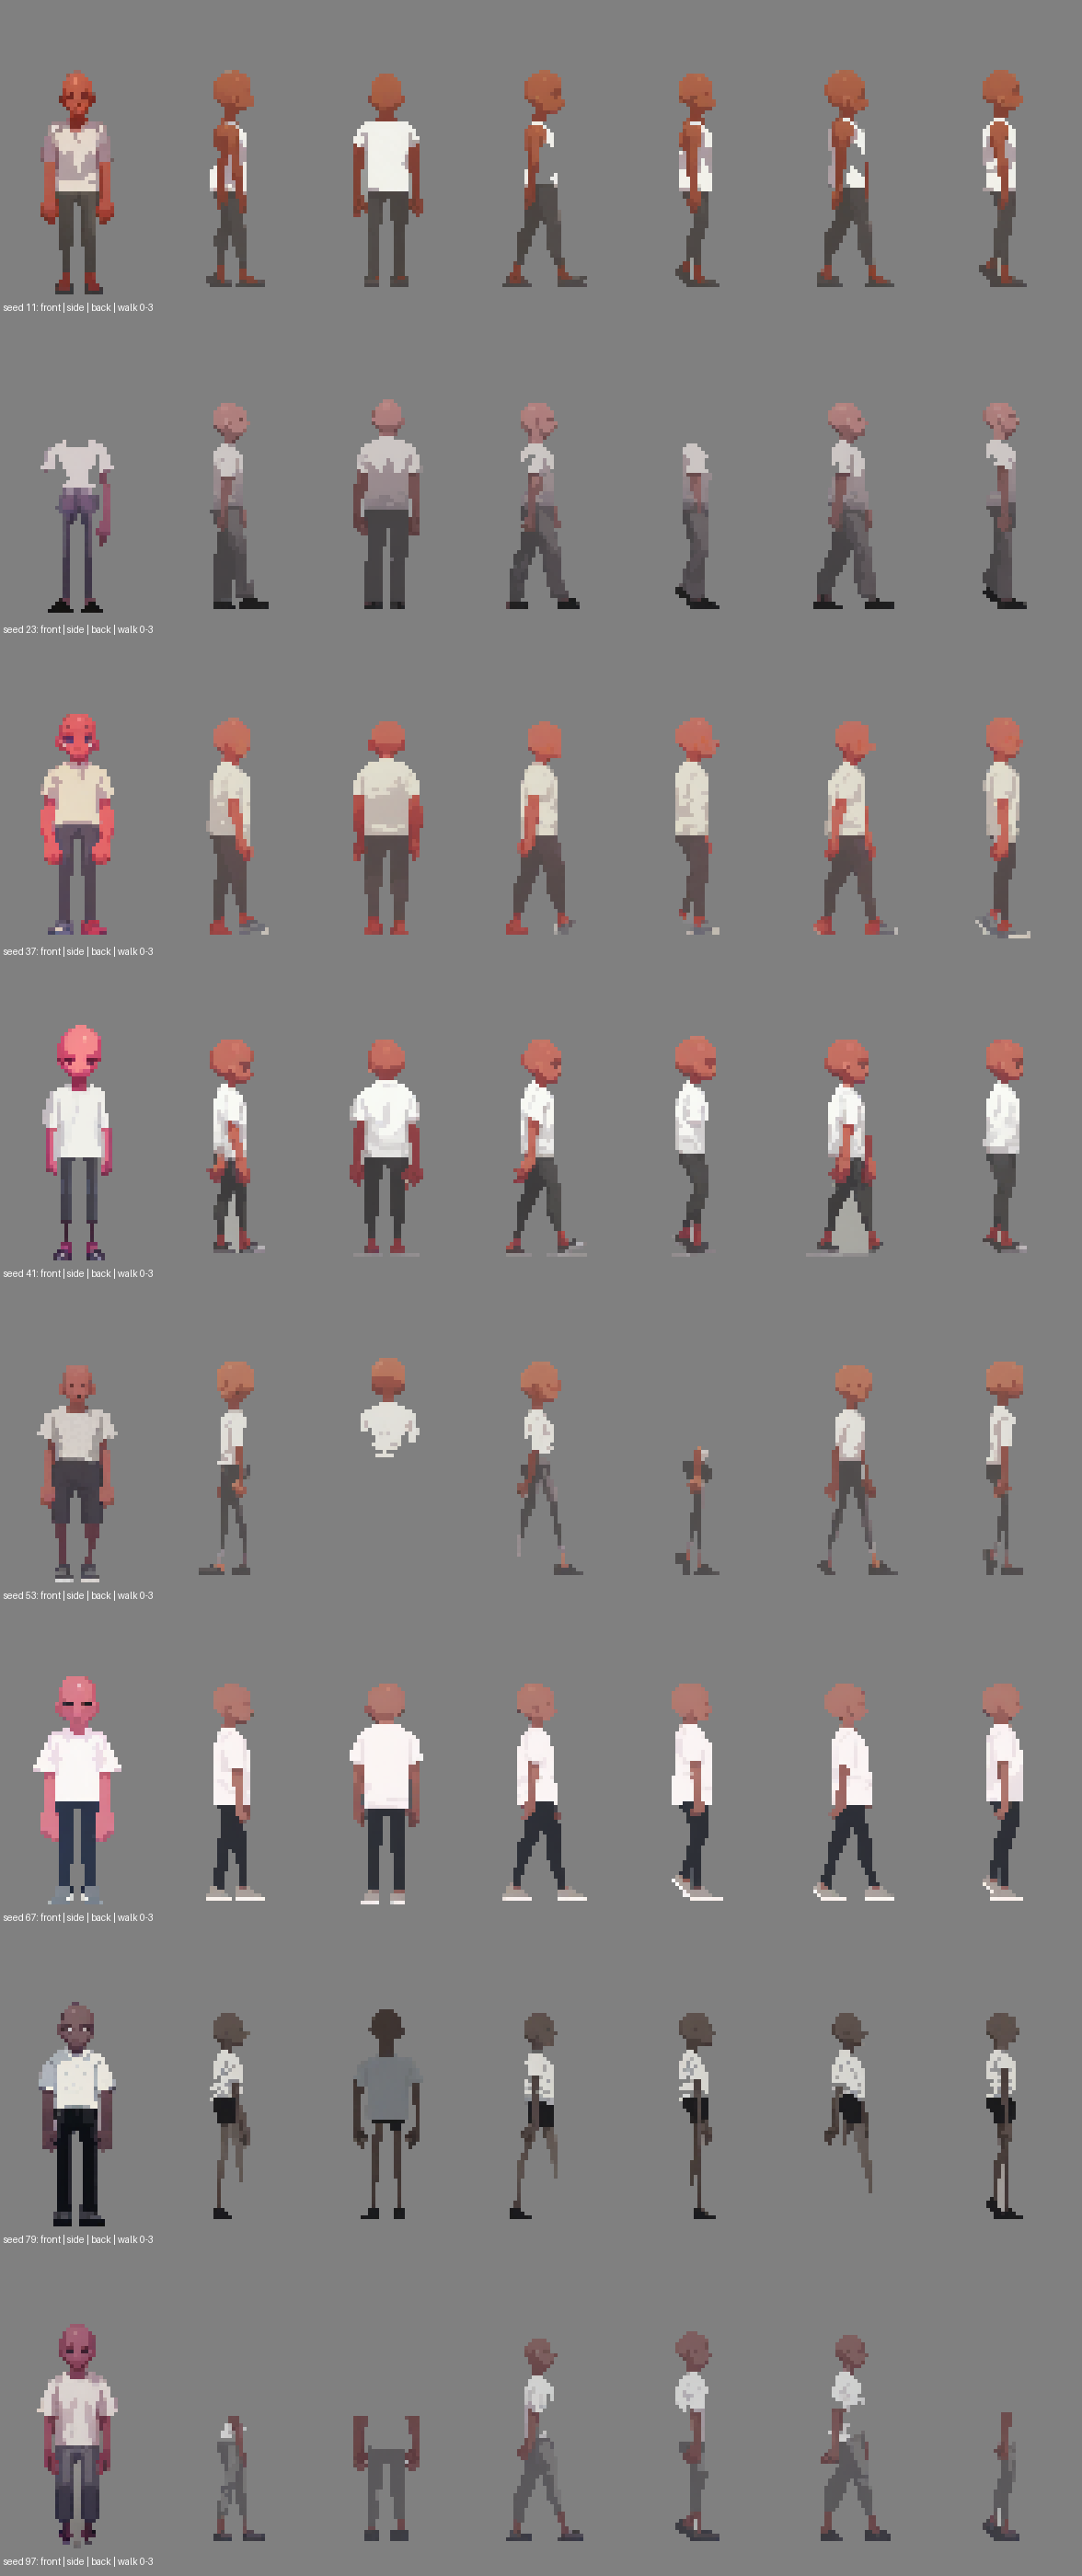 seed 11: front | side | back | walk 0-3
seed 23: front | side | back | walk 0-3
seed 37: front | side | back | walk 0-3
seed 41: front | side | back | walk 0-3
seed 53: front | side | back | walk 0-3
seed 67: front | side | back | walk 0-3
seed 79: front | side | back | walk 0-3
seed 97: front | side | back | walk 0-3